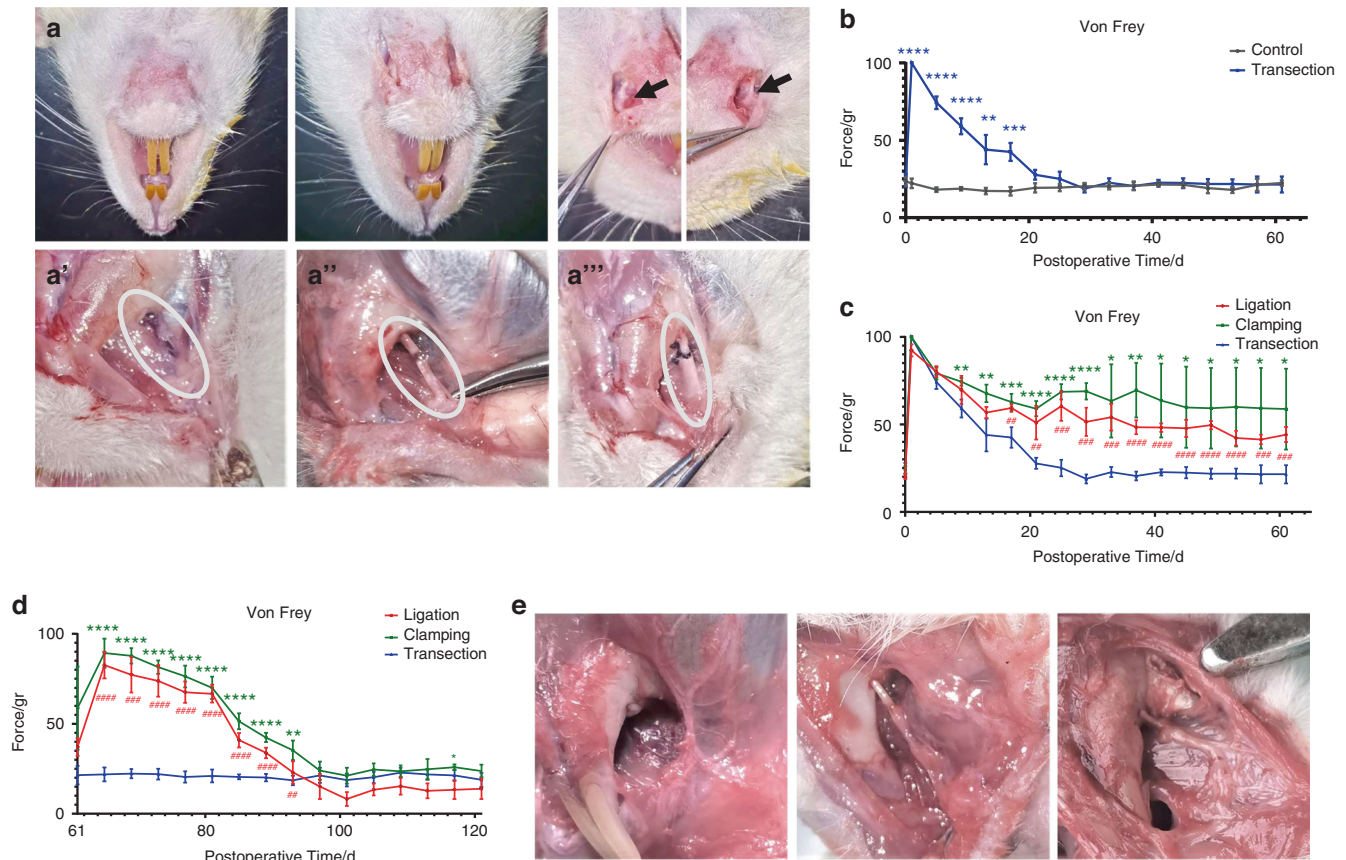 a
a'
a''
a'''
b
Von Frey
Control
Transection
Force/gr
100
50
0
**** **** **** ** ***
0 20 40 60
Postoperative Time/d
c
Von Frey
Ligation
Clamping
Transection
Force/gr
100
50
0
** ** *** **** **** **** * ** * * * * * *
## ## ### ### ### #### #### #### #### #### ### ###
0 20 40 60
Postoperative Time/d
d
Von Frey
Ligation
Clamping
Transection
Force/gr
100
50
0
**** **** **** **** **** **** **** ** *
#### ### #### #### #### #### #### ##
61 80 100 120
Postoperative Time/d
e